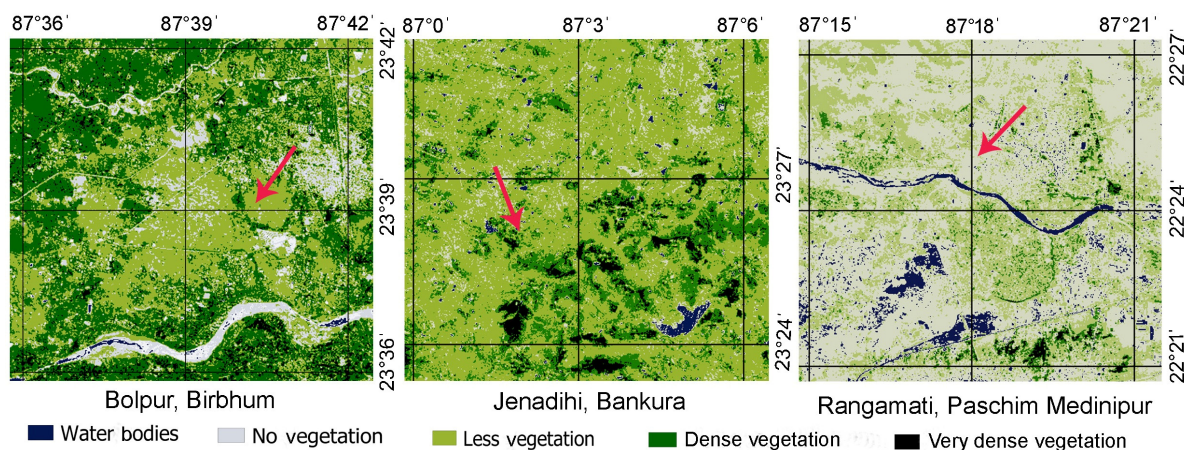 87°36' 87°39' 87°42' 87°0' 87°3' 87°6' 87°15' 87°18' 87°21'
23°42'
23°39'
23°36'
23°27'
23°24'
22°27'
22°24'
22°21'
Bolpur, Birbhum Jenadihi, Bankura Rangamati, Paschim Medinipur
Water bodies No vegetation Less vegetation Dense vegetation Very dense vegetation